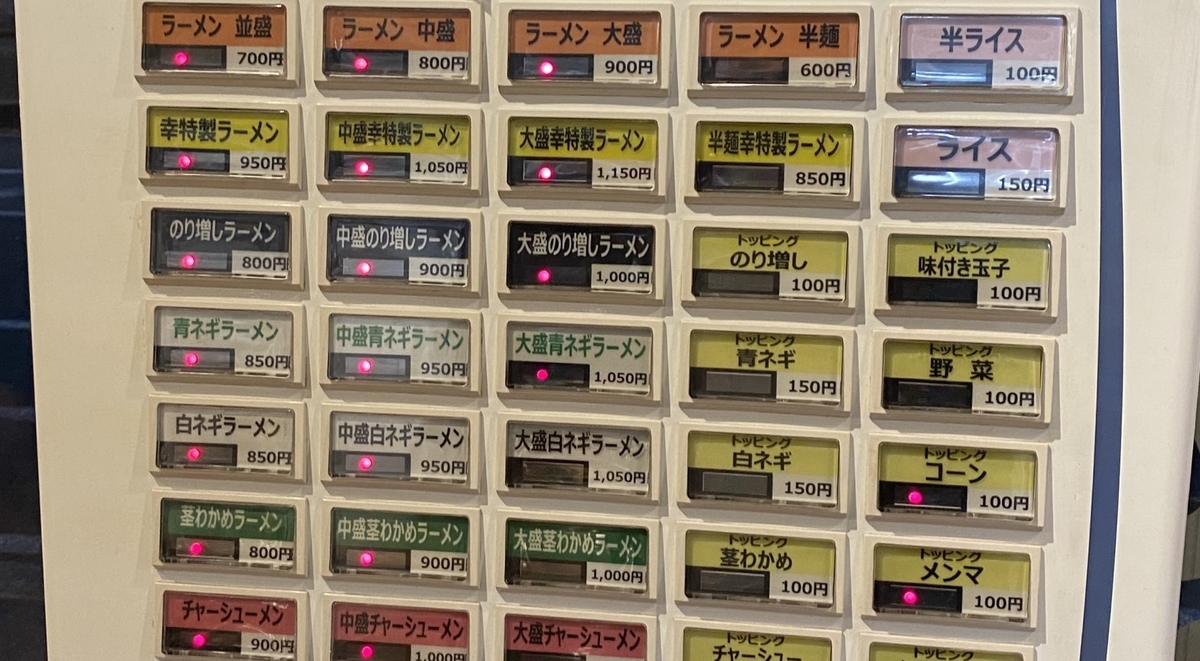 ラーメン 並盛
700円
ラーメン 中盛
800円
ラーメン 大盛
900円
ラーメン 半麺
600円
半ライス
100円
幸特製ラーメン
950円
中盛幸特製ラーメン
1,050円
大盛幸特製ラーメン
1,150円
半麺幸特製ラーメン
850円
ライス
150円
のり増しラーメン
800円
中盛のり増しラーメン
900円
大盛のり増しラーメン
1,000円
トッピング
のり増し
100円
トッピング
味付き玉子
100円
青ネギラーメン
850円
中盛青ネギラーメン
950円
大盛青ネギラーメン
1,050円
トッピング
青ネギ
150円
トッピング
野 菜
100円
白ネギラーメン
850円
中盛白ネギラーメン
950円
大盛白ネギラーメン
1,050円
トッピング
白ネギ
150円
トッピング
コーン
100円
茎わかめラーメン
800円
中盛茎わかめラーメン
900円
大盛茎わかめラーメン
1,000円
トッピング
茎わかめ
100円
トッピング
メンマ
100円
チャーシューメン
900円
中盛チャーシューメン
1,000円
大盛チャーシューメン
トッピング
チャーシュー
トッピング